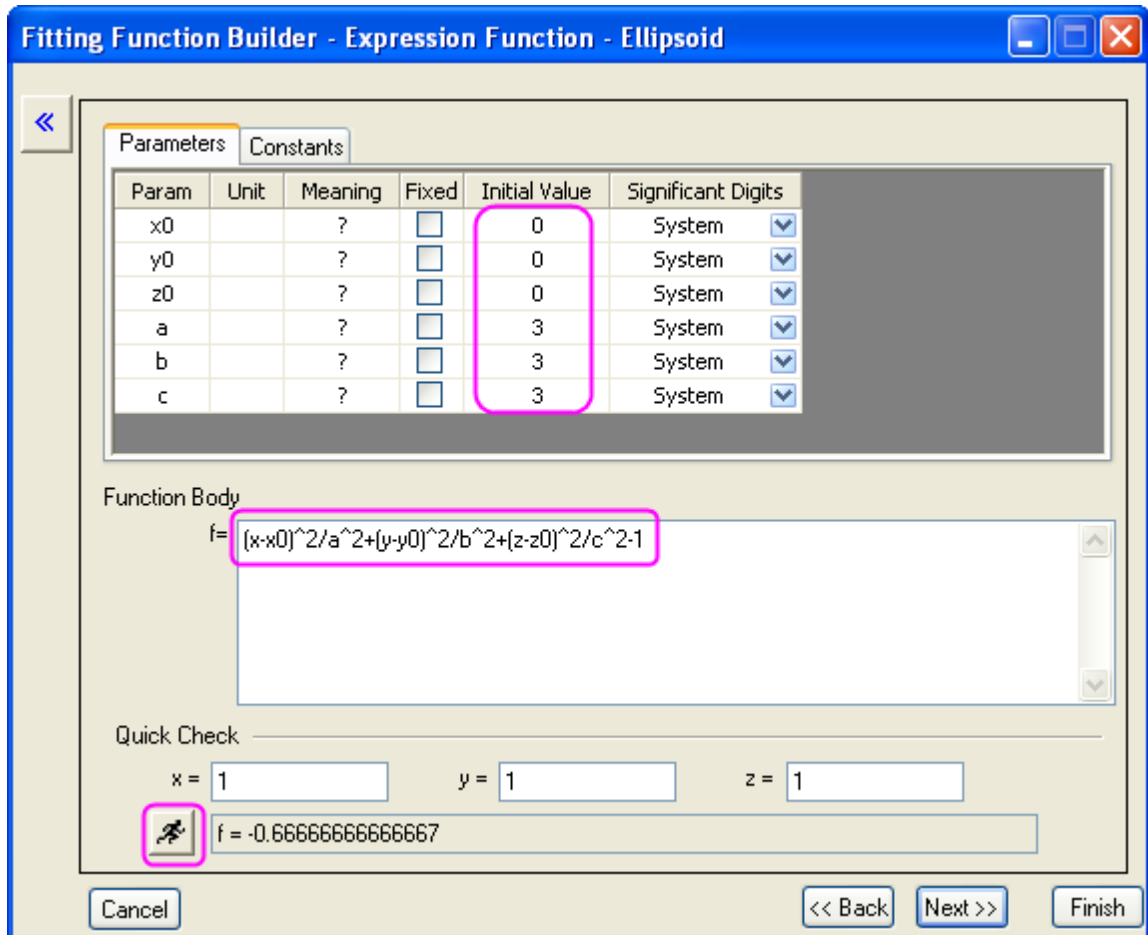 Fitting Function Builder - Expression Function - Ellipsoid
«
Parameters Constants
Param Unit Meaning Fixed Initial Value Significant Digits
x0 ? 0 System
y0 ? 0 System
z0 ? 0 System
a ? 3 System
b ? 3 System
c ? 3 System
Function Body
f= (x-x0)^2/a^2+(y-y0)^2/b^2+(z-z0)^2/c^2-1
Quick Check
x = 1 y = 1 z = 1
f = -0.66666666666667
Cancel << Back Next >> Finish